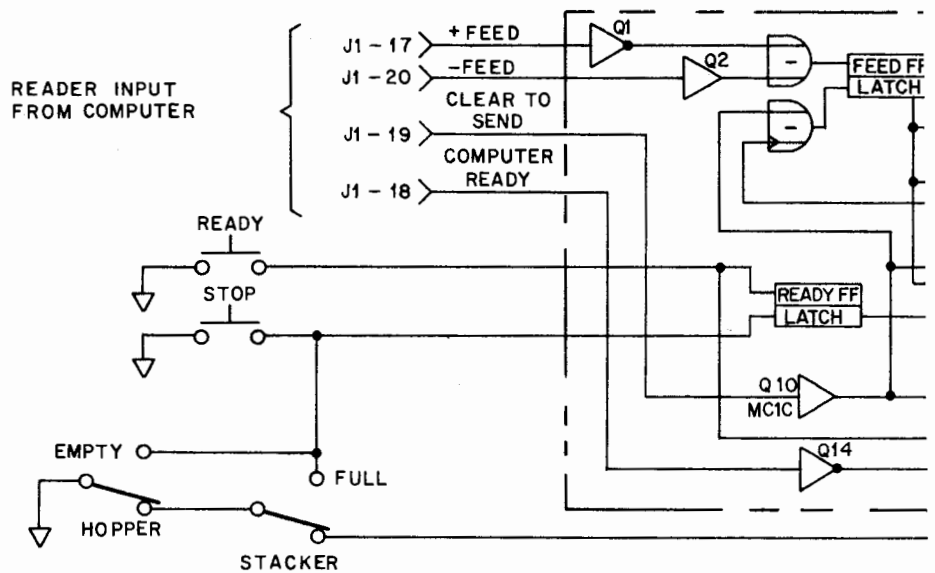 READER INPUT
FROM COMPUTER
J1-17
+ FEED
J1-20
-FEED
J1-19
CLEAR TO
SEND
J1-18
COMPUTER
READY
Q1
Q2
-
-
FEED FF
LATCH
READY
STOP
READY FF
LATCH
Q10
MC1C
Q14
EMPTY
FULL
HOPPER
STACKER